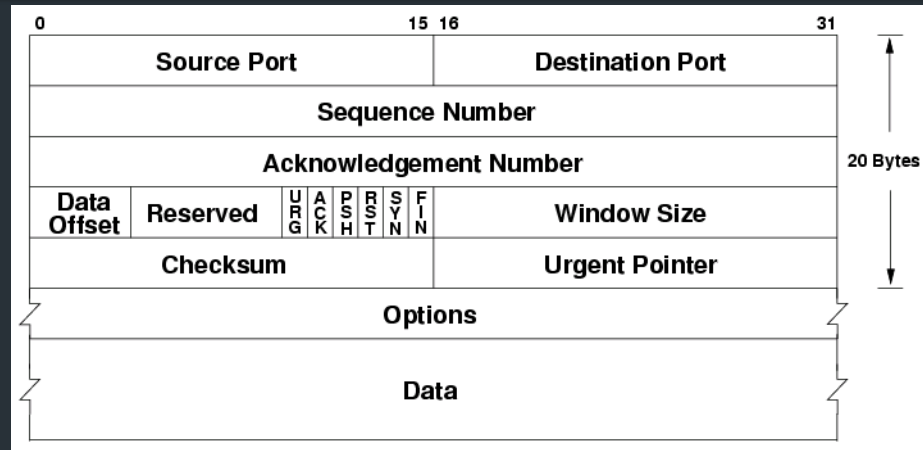 0 15 16 31
Source Port Destination Port
Sequence Number
Acknowledgement Number
20 Bytes
Data Offset Reserved URG ACK PSH RST SYN FIN Window Size
Checksum Urgent Pointer
Options
Data